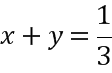 x + y = 1/3